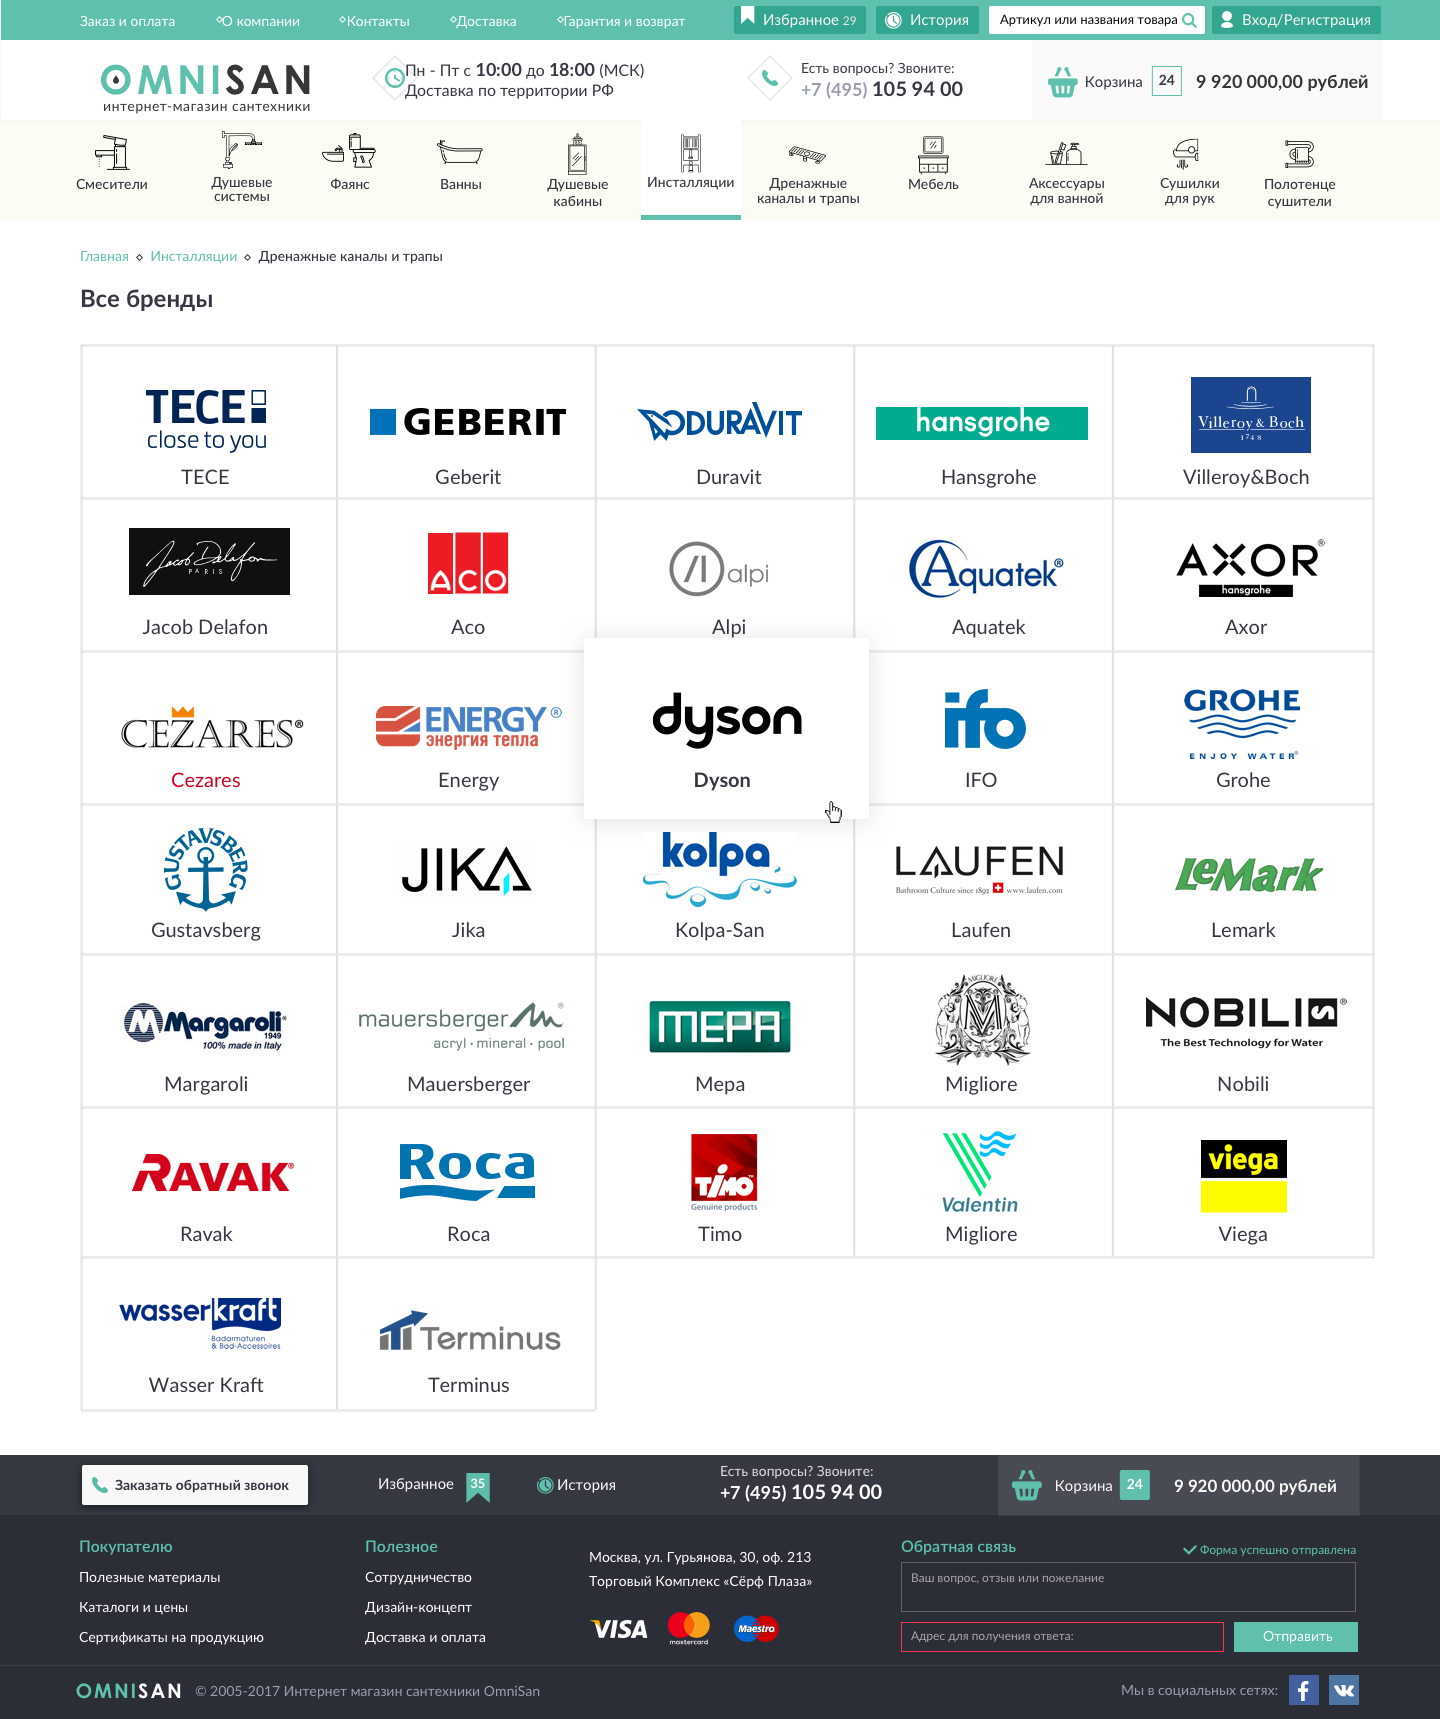 Заказ и оплата
О компании
Контакты
Доставка
Гарантия и возврат
Избранное 29
История
Артикул или названия товара
Вход/Регистрация
OMNISAN
интернет-магазин сантехники
Пн - Пт с 10:00 до 18:00 (МСК)
Доставка по территории РФ
Есть вопросы? Звоните:
+7 (495) 105 94 00
Корзина 24 9 920 000,00 рублей
Смесители
Душевые
системы
Фаянс
Ванны
Душевые
кабины
Инсталляции
Дренажные
каналы и трапы
Мебель
Аксессуары
для ванной
Сушилки
для рук
Полотенце
сушители
Главная Инсталляции Дренажные каналы и трапы
Все бренды
TECE
close to you
TECE
GEBERIT
Geberit
DURAVIT
Duravit
hansgrohe
Hansgrohe
Villeroy & Boch
1748
Villeroy&Boch
Jacob Delafon
PARIS
Jacob Delafon
ACO
Aco
alpi
Alpi
Aquatek®
Aquatek
AXOR®
hansgrohe
Axor
CEZARES®
Cezares
ENERGY®
энергия тепла
Energy
dyson
Dyson
ifo
IFO
GROHE
ENJOY WATER®
Grohe
GUSTAVSBERG
Gustavsberg
JIKA
Jika
kolpa
Kolpa-San
LAUFEN
Bathroom Culture since 1892 www.laufen.com
Laufen
LeMark
Lemark
M Margaroli®
1949
100% made in Italy
Margaroli
mauersberger®
acryl · mineral · pool
Mauersberger
МЕРА
Мера
MIGLIORE
M
Migliore
NOBILIS®
The Best Technology for Water
Nobili
RAVAK®
Ravak
Roca
Roca
TIMO™
Genuine products
Timo
Valentin
Migliore
viega
Viega
wasserkraft
Badarmaturen
& Bad-Accessoires
Wasser Kraft
Terminus
Terminus
Заказать обратный звонок
Избранное 35
История
Есть вопросы? Звоните:
+7 (495) 105 94 00
Корзина 24 9 920 000,00 рублей
Покупателю
Полезные материалы
Каталоги и цены
Сертификаты на продукцию
Полезное
Сотрудничество
Дизайн-концепт
Доставка и оплата
Москва, ул. Гурьянова, 30, оф. 213
Торговый Комплекс «Сёрф Плаза»
VISA
mastercard
Maestro
Обратная связь
Форма успешно отправлена
Ваш вопрос, отзыв или пожелание
Адрес для получения ответа:
Отправить
OMNISAN © 2005-2017 Интернет магазин сантехники OmniSan
Мы в социальных сетях: